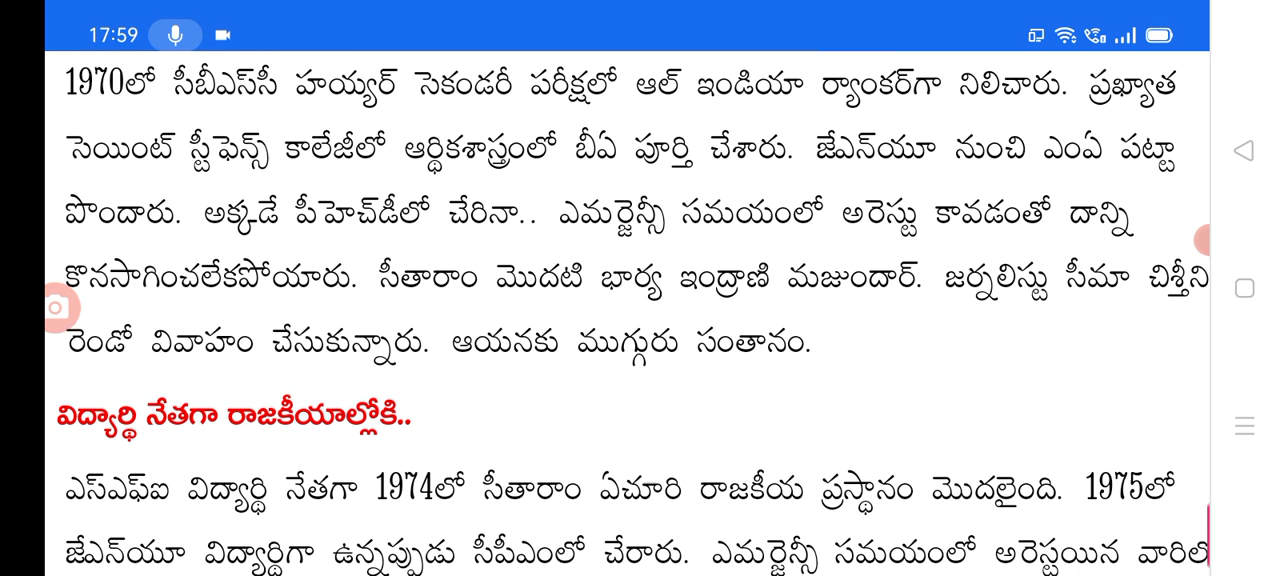 17:59
1970లో సీబీఎస్‌సీ హయ్యర్ సెకండరీ పరీక్షలో ఆల్ ఇండియా ర్యాంకర్‌గా నిలిచారు. ప్రఖ్యాత
సెయింట్ స్టీఫెన్స్ కాలేజీలో ఆర్థికశాస్త్రంలో బీఏ పూర్తి చేశారు. జేఎన్‌యూ నుంచి ఎంఏ పట్టా
పొందారు. అక్కడే పీహెచ్‌డీలో చేరినా.. ఎమర్జెన్సీ సమయంలో అరెస్టు కావడంతో దాన్ని
కొనసాగించలేకపోయారు. సీతారాం మొదటి భార్య ఇంద్రాణి మజుందార్. జర్నలిస్టు సీమా చిశ్తీని
రెండో వివాహం చేసుకున్నారు. ఆయనకు ముగ్గురు సంతానం.
విద్యార్థి నేతగా రాజకీయాల్లోకి..
ఎస్ఎఫ్ఐ విద్యార్థి నేతగా 1974లో సీతారాం ఏచూరి రాజకీయ ప్రస్థానం మొదలైంది. 1975లో
జేఎన్‌యూ విద్యార్థిగా ఉన్నప్పుడు సీపీఎంలో చేరారు. ఎమర్జెన్సీ సమయంలో అరెస్టయిన వారిలో